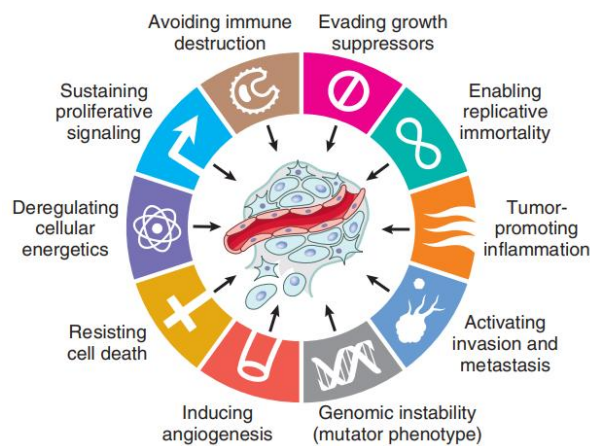 Avoiding immune
destruction
Evading growth
suppressors
Sustaining
proliferative
signaling
Enabling
replicative
immortality
Deregulating
cellular
energetics
Tumor-
promoting
inflammation
Resisting
cell death
Activating
invasion and
metastasis
Inducing
angiogenesis
Genomic instability
(mutator phenotype)